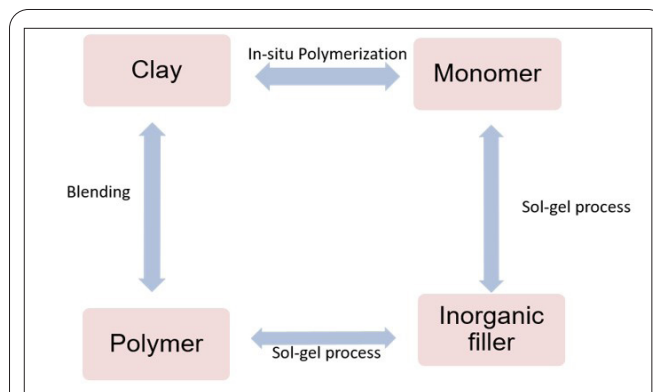 In-situ Polymerization
Clay
Monomer
Blending
Sol-gel process
Polymer
Sol-gel process
Inorganic
filler